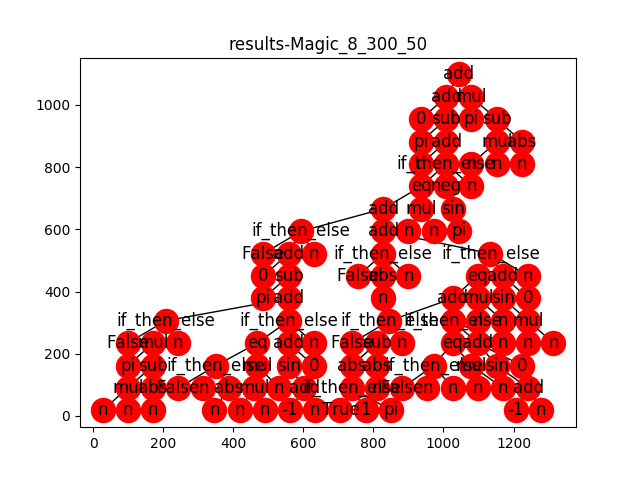 results-Magic_8_300_50
add
1000 add mul
0 sub pi sub
pi add mul abs
800 if_then_else n n n
eq neg n
add mul sin
600 if_then_else add n n pi
False add n if_then_else if_then_else
0 sub False abs n eq add n
400 pi add n add mul sin 0
if_then_else if_then_else if_then_else if_then_else n n mul
200 False mul n eq add n False sub n eq add n n n
pi sub if_then_else mul sin 0 abs abs if_then_else mul sin 0
mul abs False n abs mul n add if_then_else False n n n n add
0 n n n n n n -1 n True 1 pi -1 n
0 200 400 600 800 1000 1200